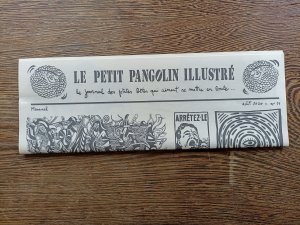 LE PETIT PANGOLIN ILLUSTRÉ
Le journal des p'tites bêtes qui aiment se mettre en boule...
Mensuel
ARRÊTEZ-LE